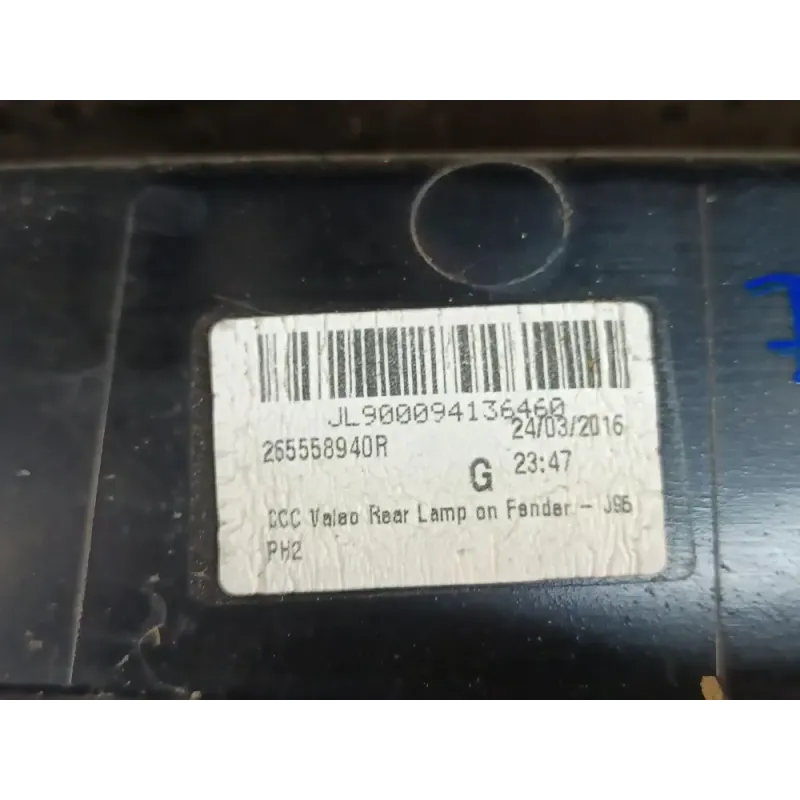 JL900094136460
265558940R
24/03/2016
G
23:47
CCC Valeo Rear Lamp on Fender - J95
PH2